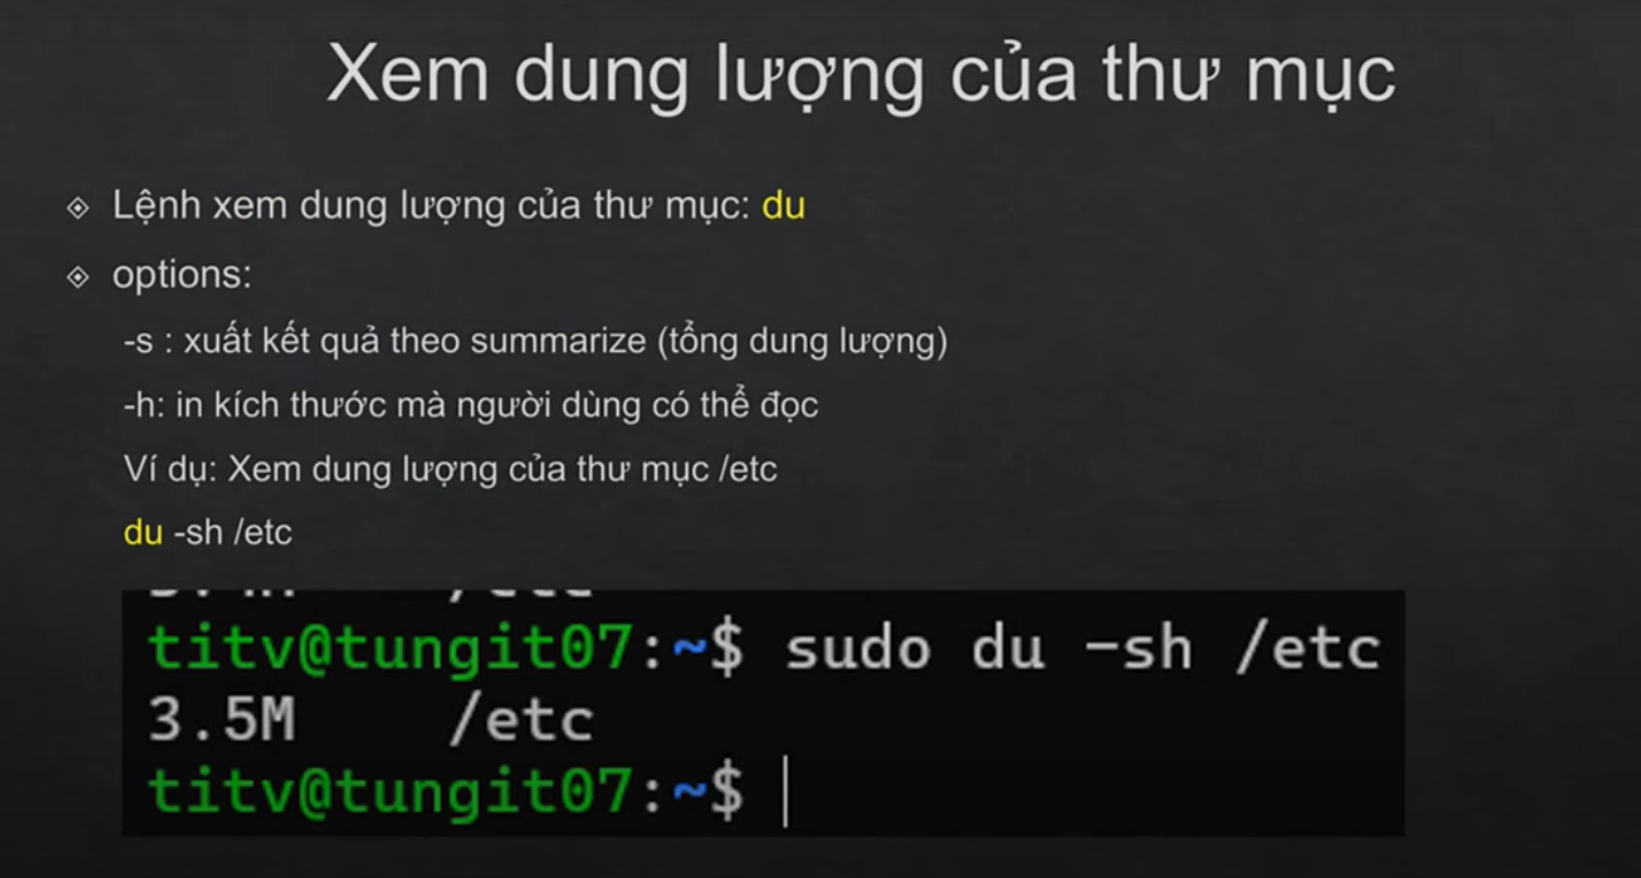 Xem dung lượng của thư mục
Lệnh xem dung lượng của thư mục: du
options:
-s : xuất kết quả theo summarize (tổng dung lượng)
-h: in kích thước mà người dùng có thể đọc
Ví dụ: Xem dung lượng của thư mục /etc
du -sh /etc
titv@tungit07:~$ sudo du -sh /etc
3.5M    /etc
titv@tungit07:~$